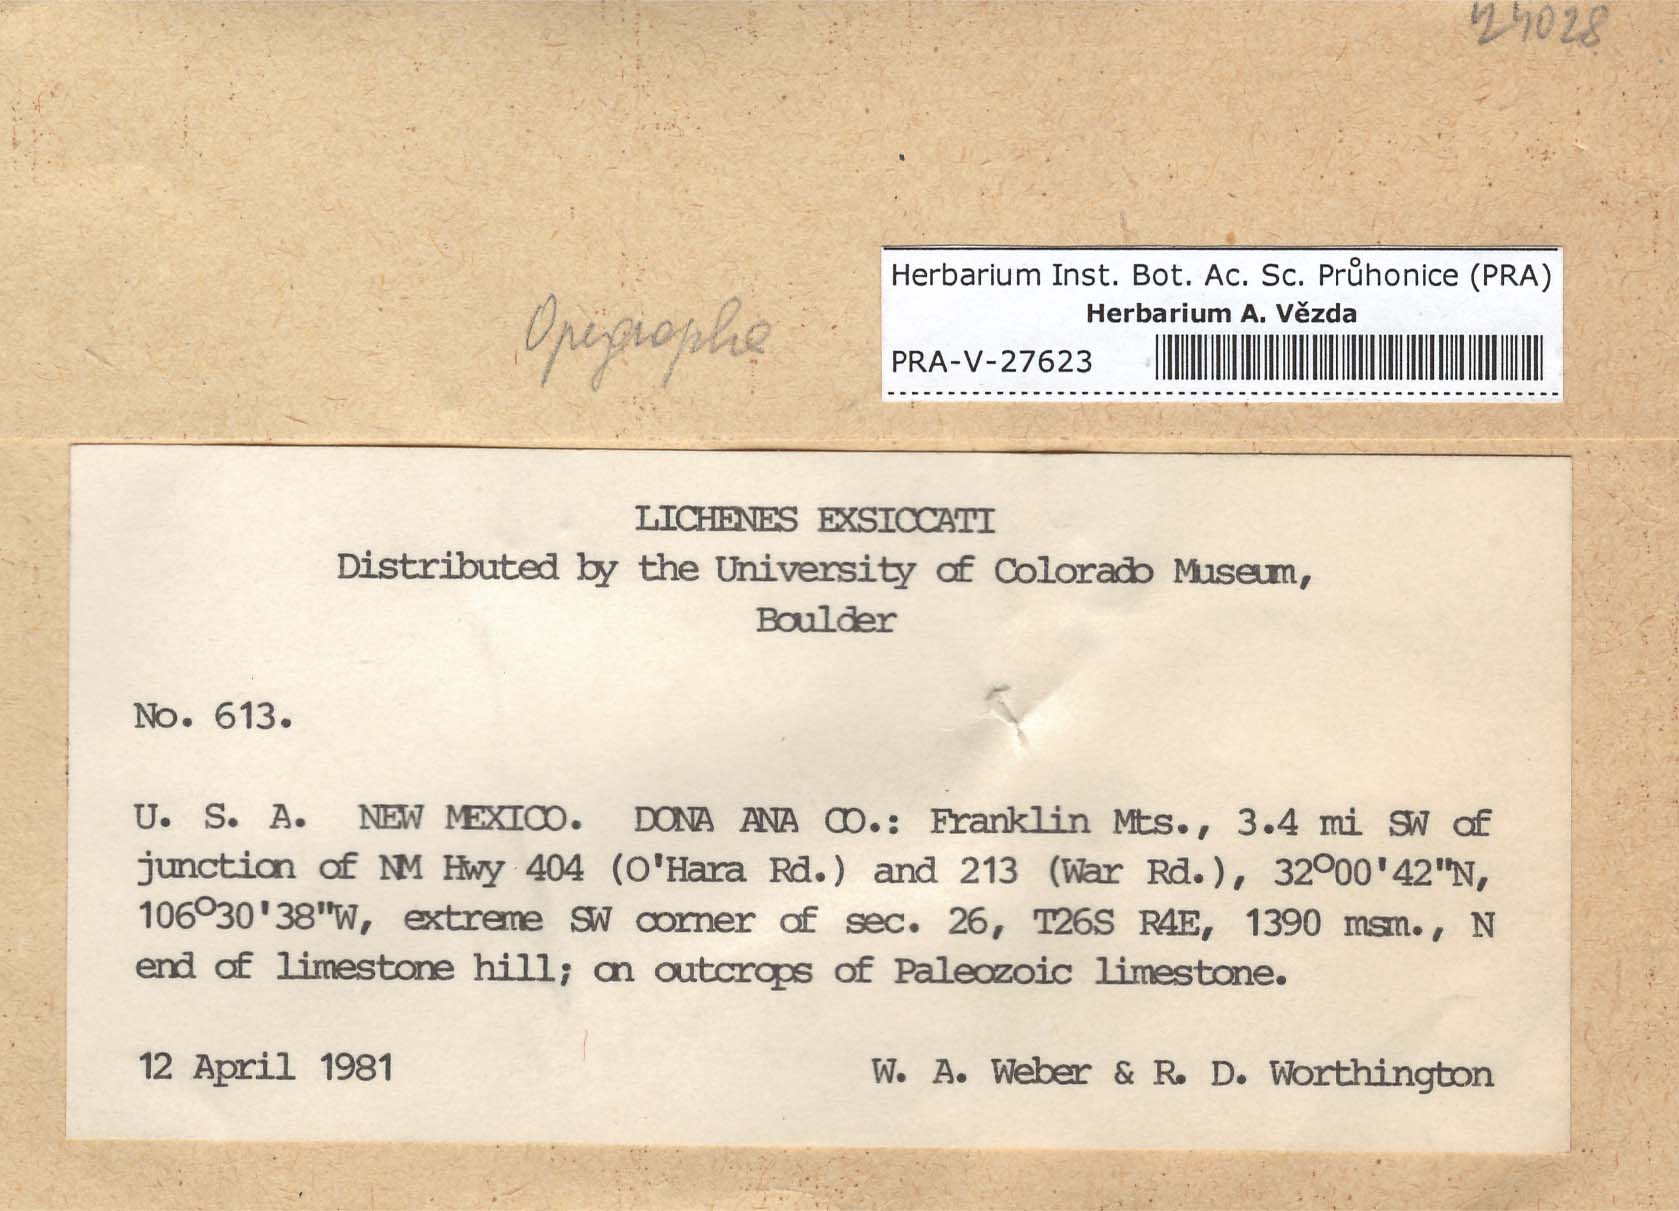 24028
Opegrapha
Herbarium Inst. Bot. Ac. Sc. Průhonice (PRA)
Herbarium A. Vězda
PRA-V-27623
LICHENES EXSICCATI
Distributed by the University of Colorado Museum,
Boulder
No. 613.
U. S. A. NEW MEXICO. DONA ANA CO.: Franklin Mts., 3.4 mi SW of
junction of NM Hwy 404 (O'Hara Rd.) and 213 (War Rd.), 32°00'42"N,
106°30'38"W, extreme SW corner of sec. 26, T26S R4E, 1390 msm., N
end of limestone hill; on outcrops of Paleozoic limestone.
12 April 1981 W. A. Weber & R. D. Worthington